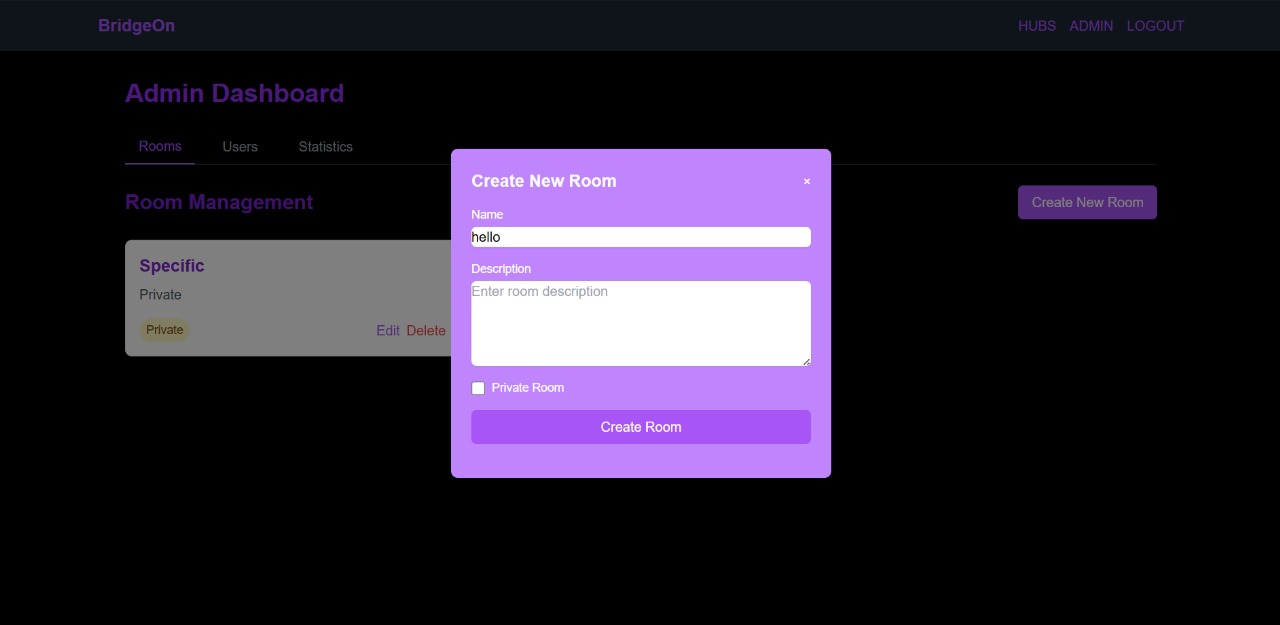 BridgeOn
HUBS ADMIN LOGOUT
Admin Dashboard
Rooms Users Statistics
Room Management
Create New Room
Specific
Private
Private
Edit Delete
Create New Room ×
Name
hello
Description
Enter room description
Private Room
Create Room